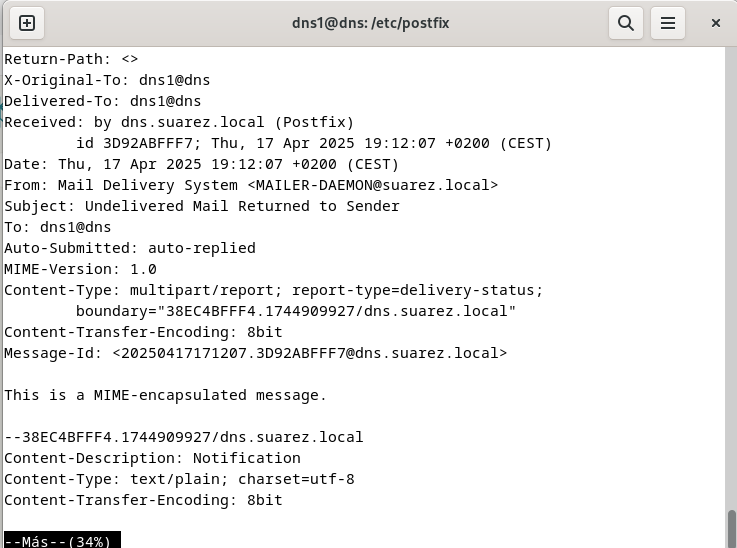 dns1@dns: /etc/postfix
Return-Path: <>
X-Original-To: dns1@dns
Delivered-To: dns1@dns
Received: by dns.suarez.local (Postfix)
        id 3D92ABFFF7; Thu, 17 Apr 2025 19:12:07 +0200 (CEST)
Date: Thu, 17 Apr 2025 19:12:07 +0200 (CEST)
From: Mail Delivery System <MAILER-DAEMON@suarez.local>
Subject: Undelivered Mail Returned to Sender
To: dns1@dns
Auto-Submitted: auto-replied
MIME-Version: 1.0
Content-Type: multipart/report; report-type=delivery-status;
        boundary="38EC4BFFF4.1744909927/dns.suarez.local"
Content-Transfer-Encoding: 8bit
Message-Id: <20250417171207.3D92ABFFF7@dns.suarez.local>

This is a MIME-encapsulated message.

--38EC4BFFF4.1744909927/dns.suarez.local
Content-Description: Notification
Content-Type: text/plain; charset=utf-8
Content-Transfer-Encoding: 8bit

--Más--(34%)